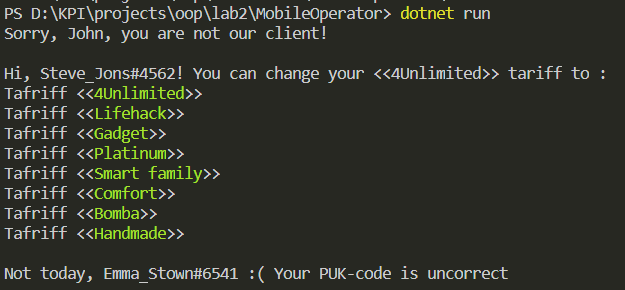 PS D:\KPI\projects\oop\lab2\MobileOperator> dotnet run
Sorry, John, you are not our client!
Hi, Steve_Jons#4562! You can change your <<4Unlimited>> tariff to :
Tafriff <<4Unlimited>>
Tafriff <<Lifehack>>
Tafriff <<Gadget>>
Tafriff <<Platinum>>
Tafriff <<Smart family>>
Tafriff <<Comfort>>
Tafriff <<Bomba>>
Tafriff <<Handmade>>
Not today, Emma_Stown#6541 :( Your PUK-code is uncorrect